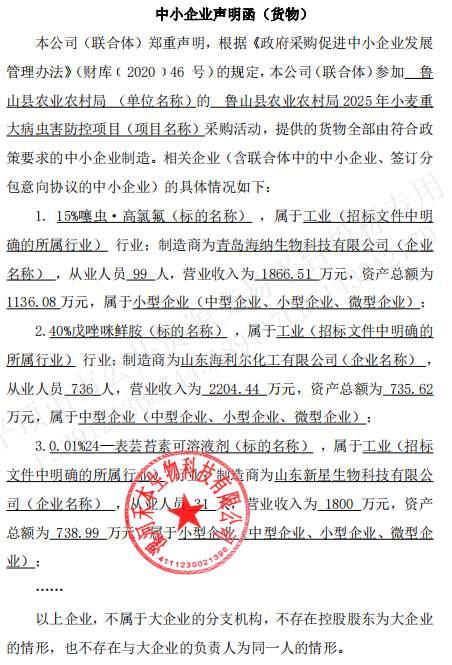 中小企业声明函（货物）
本公司（联合体）郑重声明，根据《政府采购促进中小企业发展
管理办法》（财库﹝2020﹞46 号）的规定，本公司（联合体）参加 鲁
山县农业农村局 （单位名称）的 鲁山县农业农村局 2025 年小麦重
大病虫害防控项目（项目名称）采购活动，提供的货物全部由符合政
策要求的中小企业制造。相关企业（含联合体中的中小企业、签订分
包意向协议的中小企业）的具体情况如下：
1. 15%噻虫·高氯氟（标的名称） ，属于工业（招标文件中明
确的所属行业） 行业；制造商为青岛海纳生物科技有限公司（企业
名称） ，从业人员 99 人，营业收入为 1866.51 万元，资产总额为
1136.08 万元，属于小型企业（中型企业、小型企业、微型企业）；
2.40%戊唑咪鲜胺（标的名称） ，属于工业（招标文件中明确的
所属行业） 行业；制造商为山东海利尔化工有限公司（企业名称） ，
从业人员 736 人，营业收入为 2204.44 万元，资产总额为 735.62
万元，属于中型企业（中型企业、小型企业、微型企业）；
3.0.01%24—表芸苔素可溶液剂（标的名称） ，属于工业（招标
文件中明确的所属行业） 行业；制造商为山东新星生物科技有限公
司（企业名称） ，从业人员 31 人，营业收入为 1800 万元，资产
总额为 738.99 万元，属于小型企业（中型企业、小型企业、微型企
业）；
……
以上企业，不属于大企业的分支机构，不存在控股股东为大企业
的情形，也不存在与大企业的负责人为同一人的情形。
木本生物科技有限公司
4111230021396